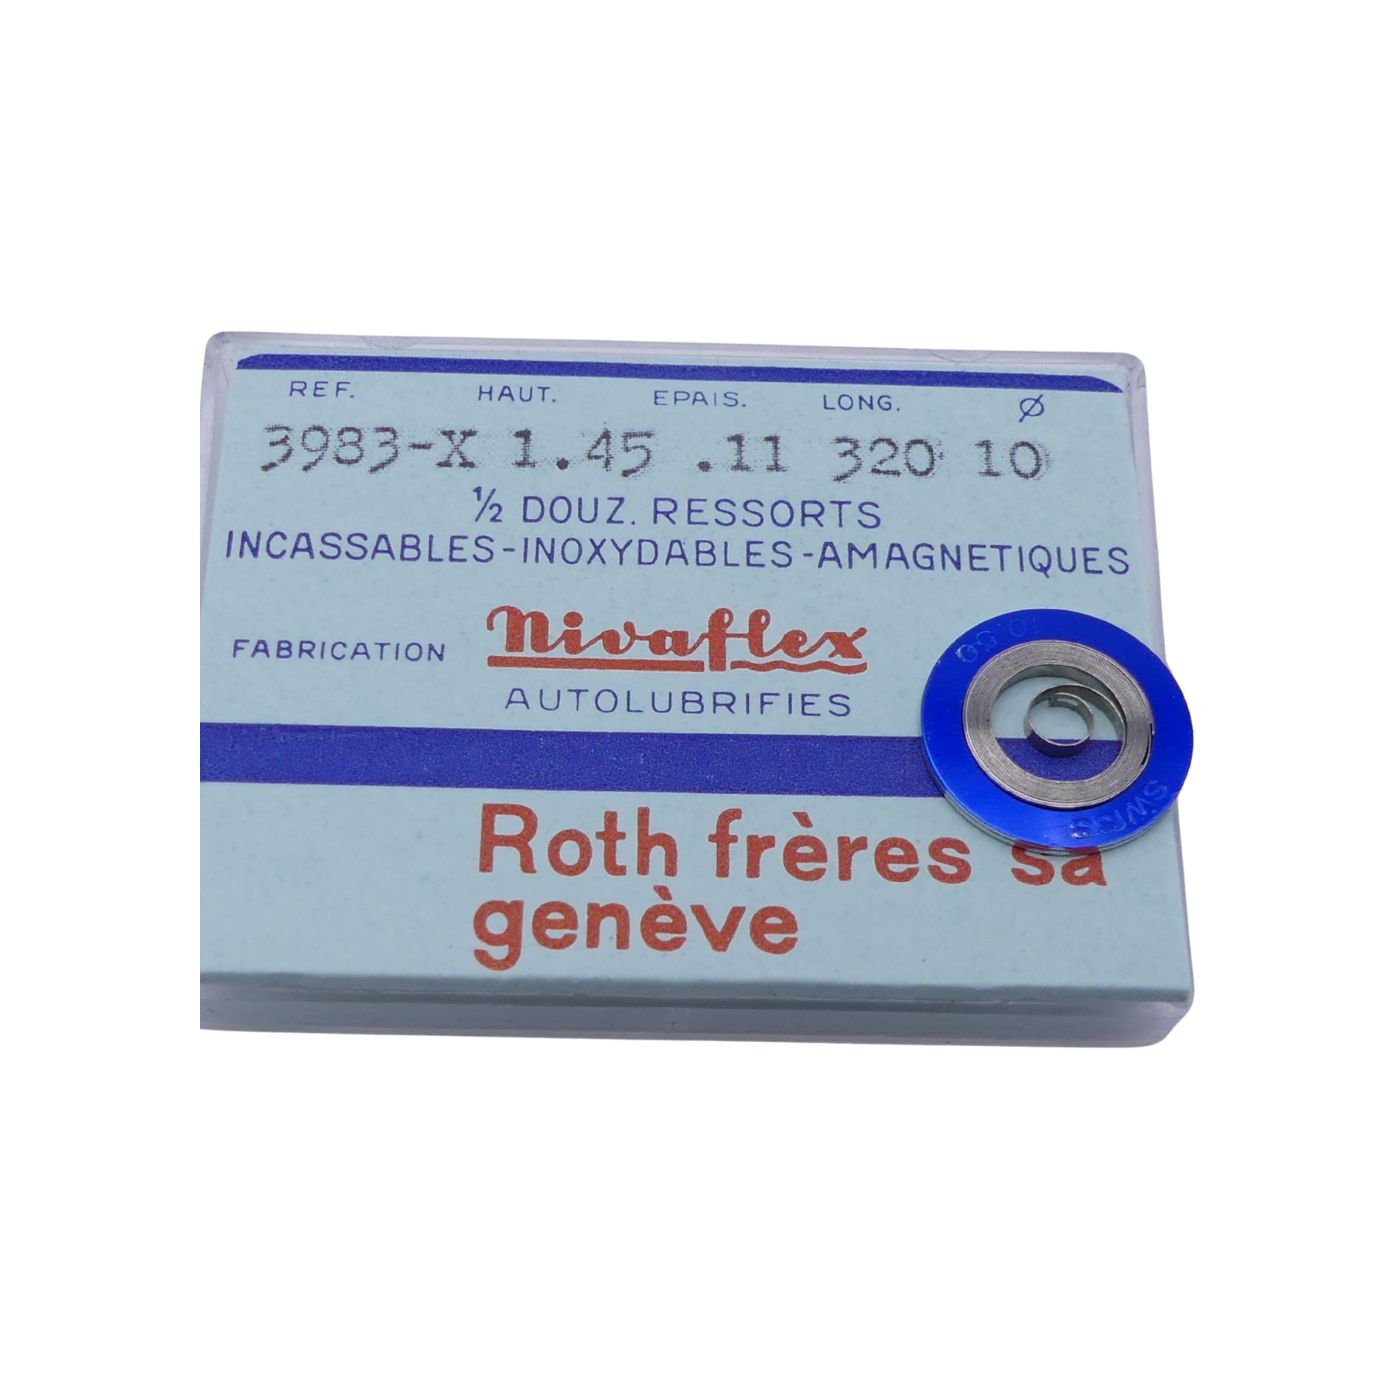 REF. HAUT. EPAIS. LONG. Ø
3983-X 1.45 .11 320 10
½ DOUZ. RESSORTS
INCASSABLES-INOXYDABLES-AMAGNETIQUES
FABRICATION nivaflex
AUTOLUBRIFIES
10.50
SWISS
Roth frères sa
genève